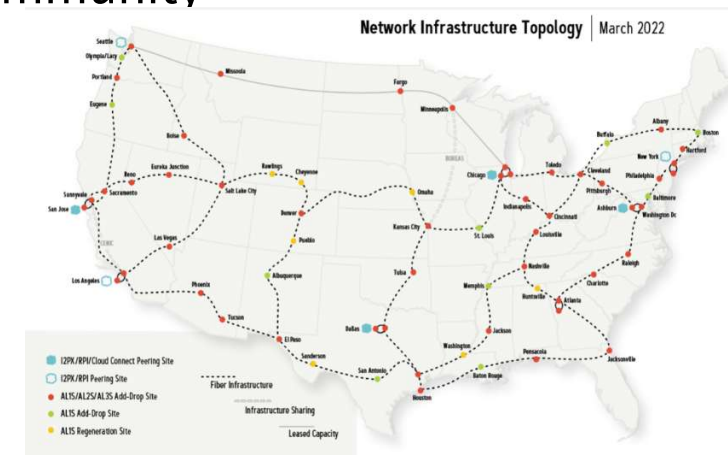 Network Infrastructure Topology | March 2022
Seattle
Olympia/Lacy
Portland
Eugene
Missoula
Fargo
Minneapolis
Boise
Eureka Junction
Reno
Sacramento
Sunnyvale
San Jose
Salt Lake City
Rawlings
Cheyenne
Denver
Pueblo
Omaha
Kansas City
St. Louis
Chicago
Indianapolis
Toledo
Cleveland
Buffalo
Albany
Boston
Hartford
New York
Philadelphia
Pittsburgh
Baltimore
Ashburn
Washington Dc
Cincinnati
Louisville
Raleigh
Nashville
Charlotte
Huntsville
Atlanta
Memphis
Jackson
Las Vegas
CENIC
Los Angeles
Phoenix
Tucson
Albuquerque
El Paso
Sanderson
San Antonio
Tulsa
Dallas
Washington
Houston
Baton Rouge
Pensacola
Jacksonville
I2PX/RPI/Cloud Connect Peering Site
I2PX/RPI Peering Site
AL1S/AL2S/AL3S Add-Drop Site
AL1S Add-Drop Site
AL1S Regeneration Site
Fiber Infrastructure
Infrastructure Sharing
Leased Capacity